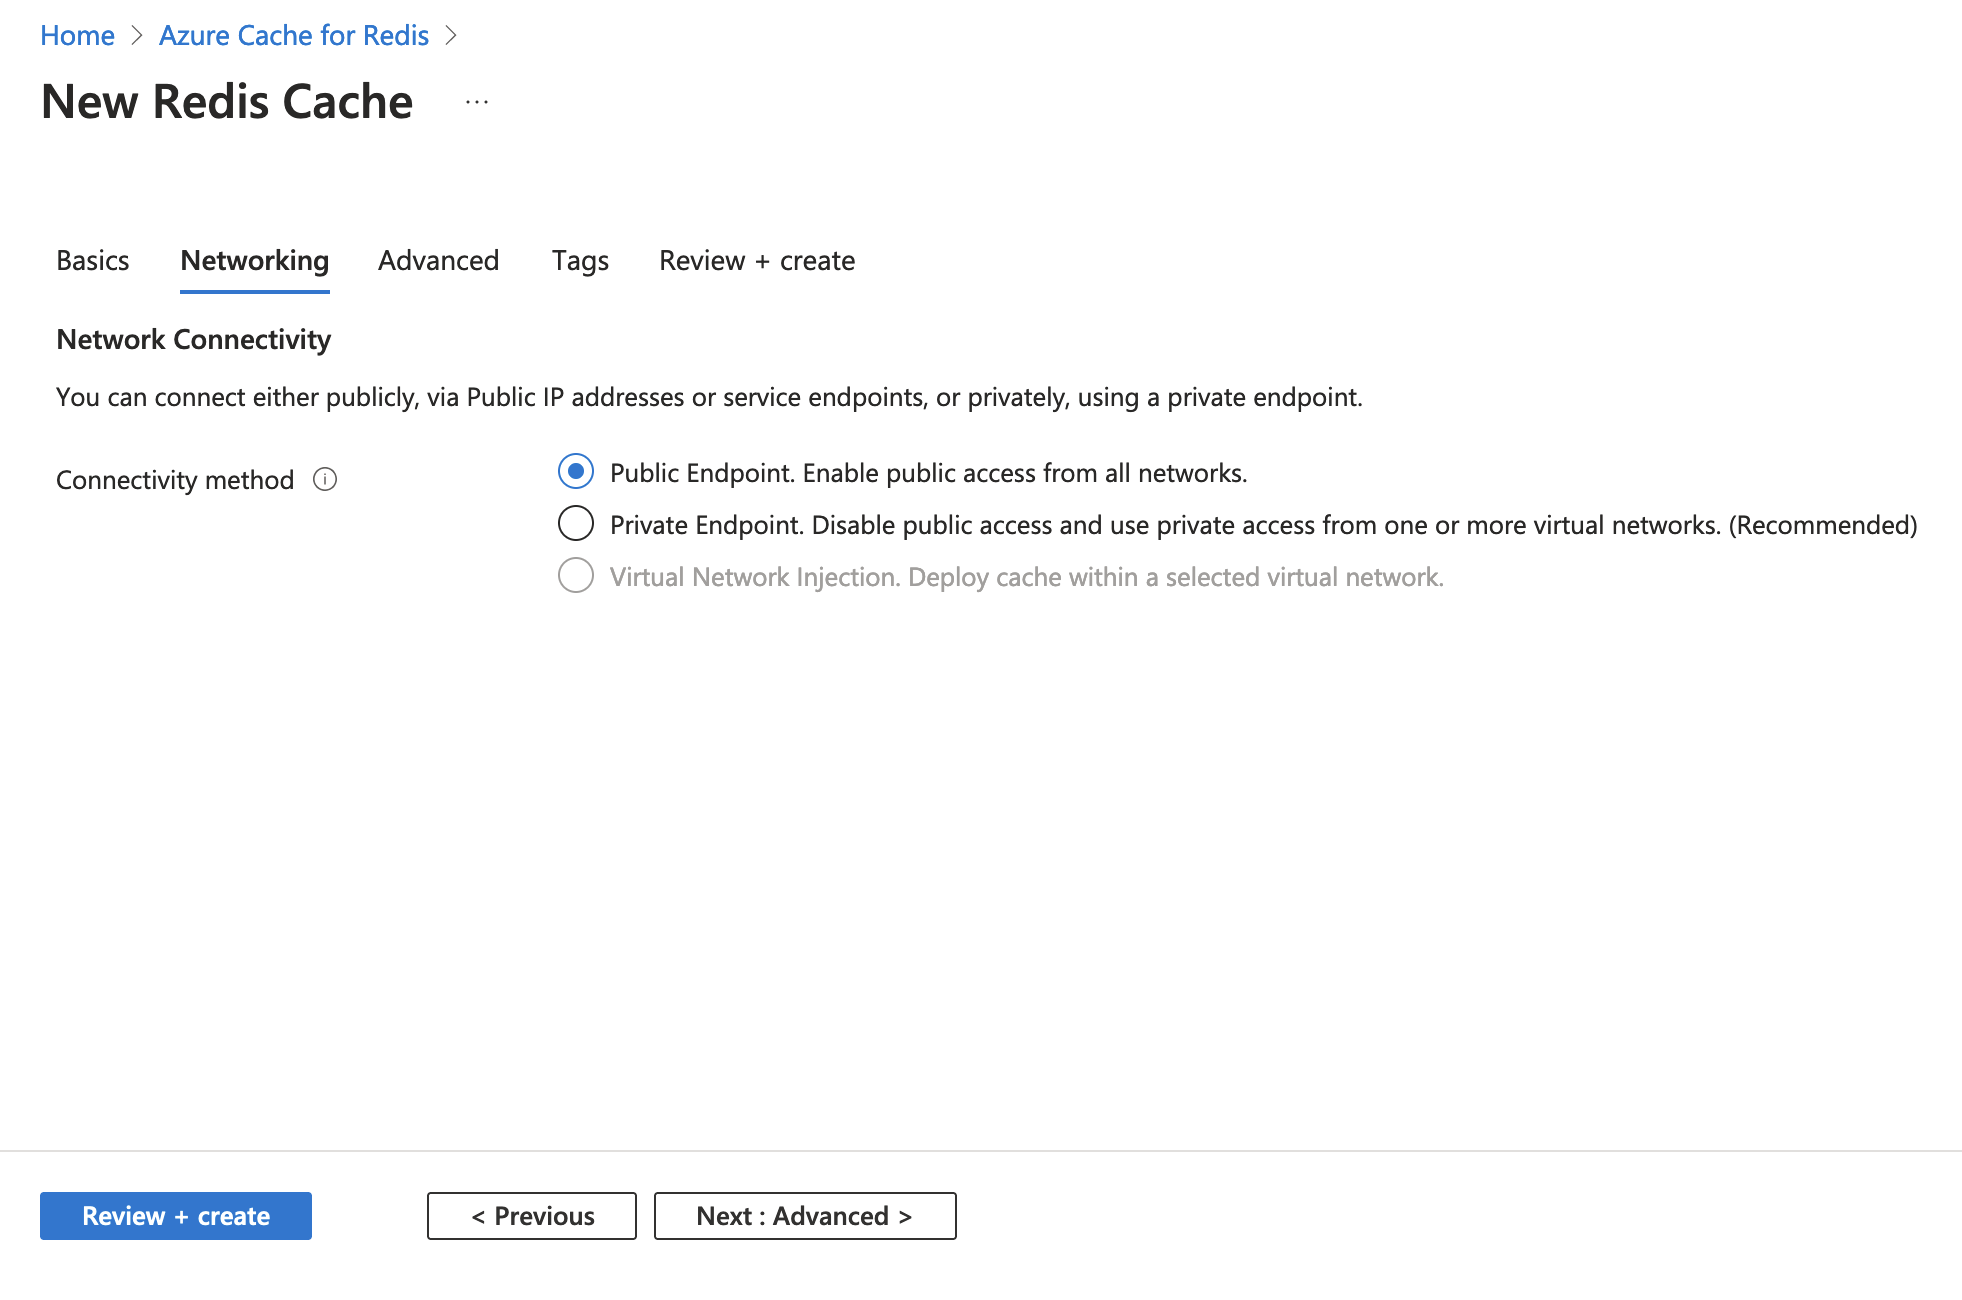 Home > Azure Cache for Redis >
New Redis Cache ...
Basics Networking Advanced Tags Review + create
Network Connectivity
You can connect either publicly, via Public IP addresses or service endpoints, or privately, using a private endpoint.
Connectivity method
Public Endpoint. Enable public access from all networks.
Private Endpoint. Disable public access and use private access from one or more virtual networks. (Recommended)
Virtual Network Injection. Deploy cache within a selected virtual network.
Review + create < Previous Next : Advanced >